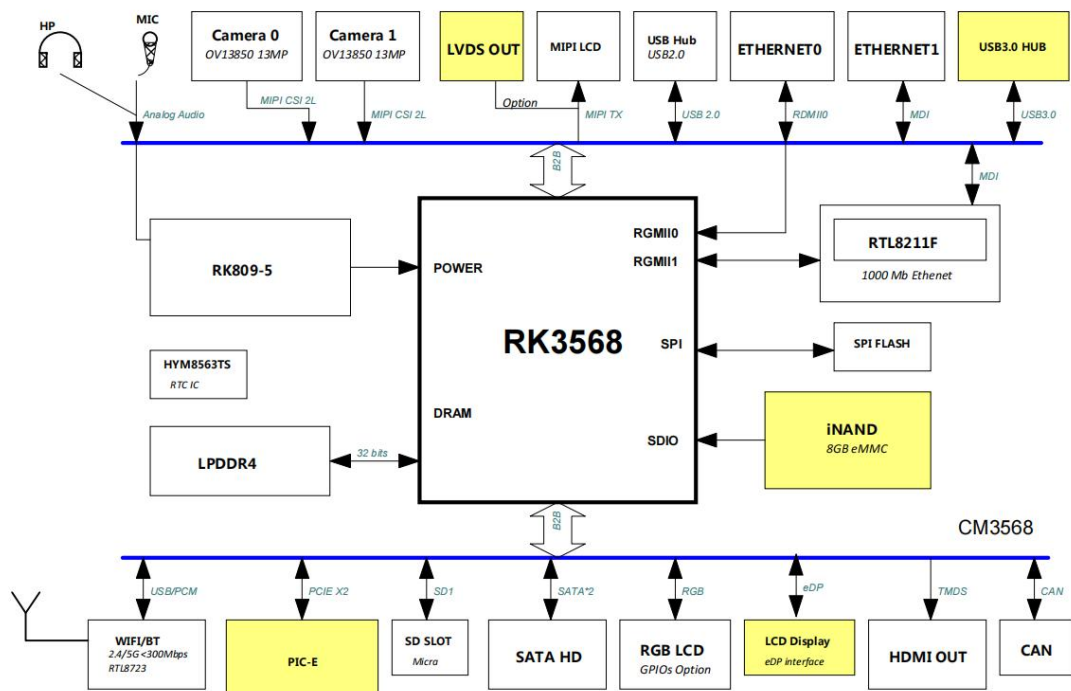 HP
MIC
Camera 0
OV13850 13MP
Camera 1
OV13850 13MP
LVDS OUT
MIPI LCD
USB Hub
USB2.0
ETHERNET0
ETHERNET1
USB3.0 HUB
Analog Audio
MIPI CSI 2L
MIPI CSI 2L
Option
MIPI TX
USB 2.0
RDMII0
MDI
USB3.0
B2B
MDI
RK809-5
POWER
RGMII0
RGMII1
RTL8211F
1000 Mb Ethenet
RK3568
SPI
SPI FLASH
HYM8563TS
RTC IC
DRAM
SDIO
iNAND
8GB eMMC
LPDDR4
32 bits
B2B
CM3568
USB/PCM
PCIE X2
SD1
SATA*2
RGB
eDP
TMDS
CAN
WIFI/BT
2.4/5G <300Mbps
RTL8723
PIC-E
SD SLOT
Micra
SATA HD
RGB LCD
GPIOs Option
LCD Display
eDP interface
HDMI OUT
CAN